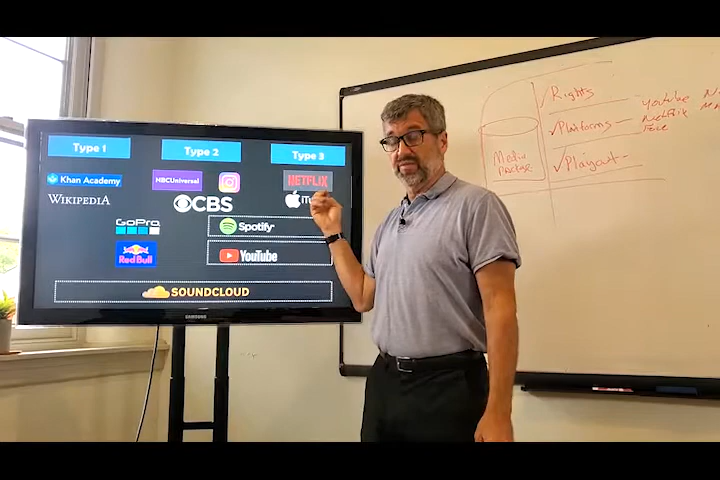 Type 1
Type 2
Type 3
Khan Academy
NBCUniversal
NETFLIX
WIKIPEDIA
CBS
GoPro
Spotify
Red Bull
YouTube
SOUNDCLOUD
SAMSUNG
Rights
✓Platforms —
Youtube
Netflix
✓Playout -
Media